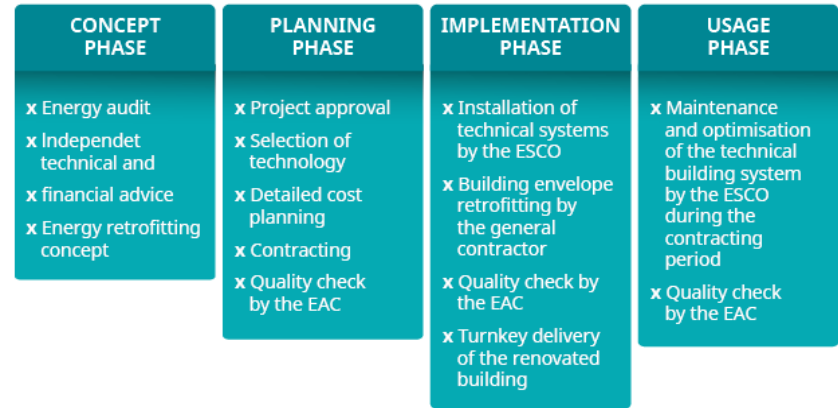 CONCEPT
PHASE
x Energy audit
x Independet
technical and
x financial advice
x Energy retrofitting
concept
PLANNING
PHASE
x Project approval
x Selection of
technology
x Detailed cost
planning
x Contracting
x Quality check
by the EAC
IMPLEMENTATION
PHASE
x Installation of
technical systems
by the ESCO
x Building envelope
retrofitting by
the general
contractor
x Quality check by
the EAC
x Turnkey delivery
of the renovated
building
USAGE
PHASE
x Maintenance
and optimisation
of the technical
building system
by the ESCO
during the
contracting
period
x Quality check
by the EAC